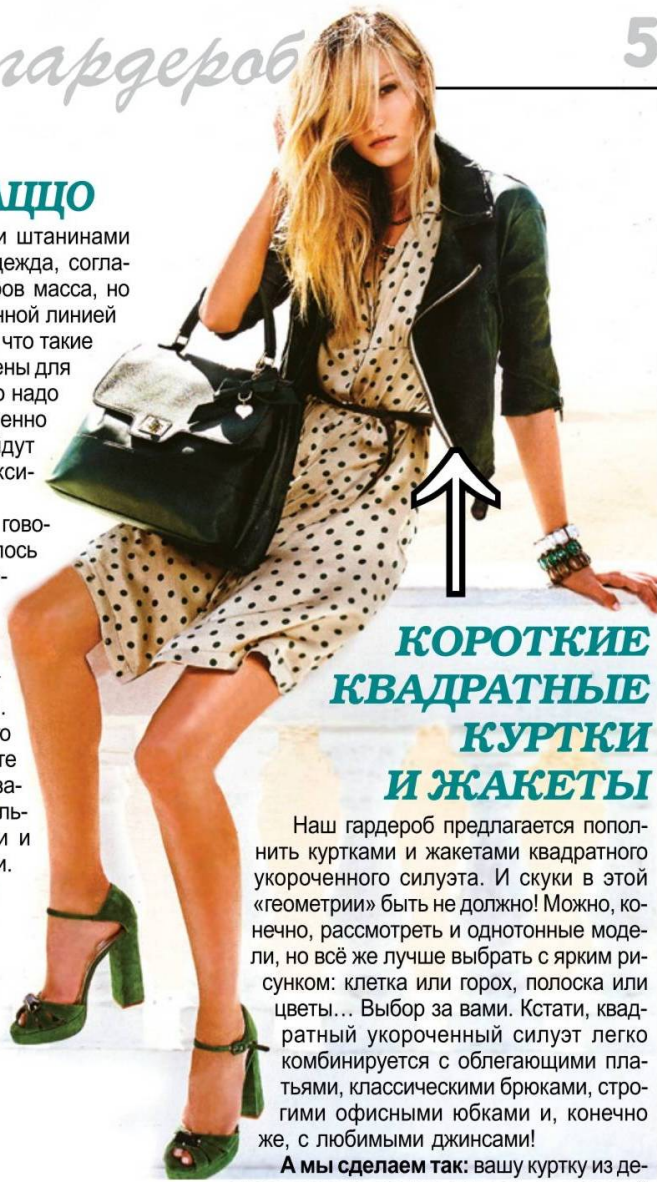 гардероб
5
АЦЦО
и штанинами
дежда, согла-
ров масса, но
нной линией
что такие
ены для
о надо
енно
йдут
кси-
гово-
лось
-
.
о
те
за-
ль-
и и
и.
КОРОТКИЕ
КВАДРАТНЫЕ
КУРТКИ
И ЖАКЕТЫ
Наш гардероб предлагается попол-
нить куртками и жакетами квадратного
укороченного силуэта. И скуки в этой
«геометрии» быть не должно! Можно, ко-
нечно, рассмотреть и однотонные моде-
ли, но всё же лучше выбрать с ярким ри-
сунком: клетка или горох, полоска или
цветы... Выбор за вами. Кстати, квад-
ратный укороченный силуэт легко
комбинируется с облегающими пла-
тьями, классическими брюками, стро-
гими офисными юбками и, конечно
же, с любимыми джинсами!
А мы сделаем так: вашу куртку из де-